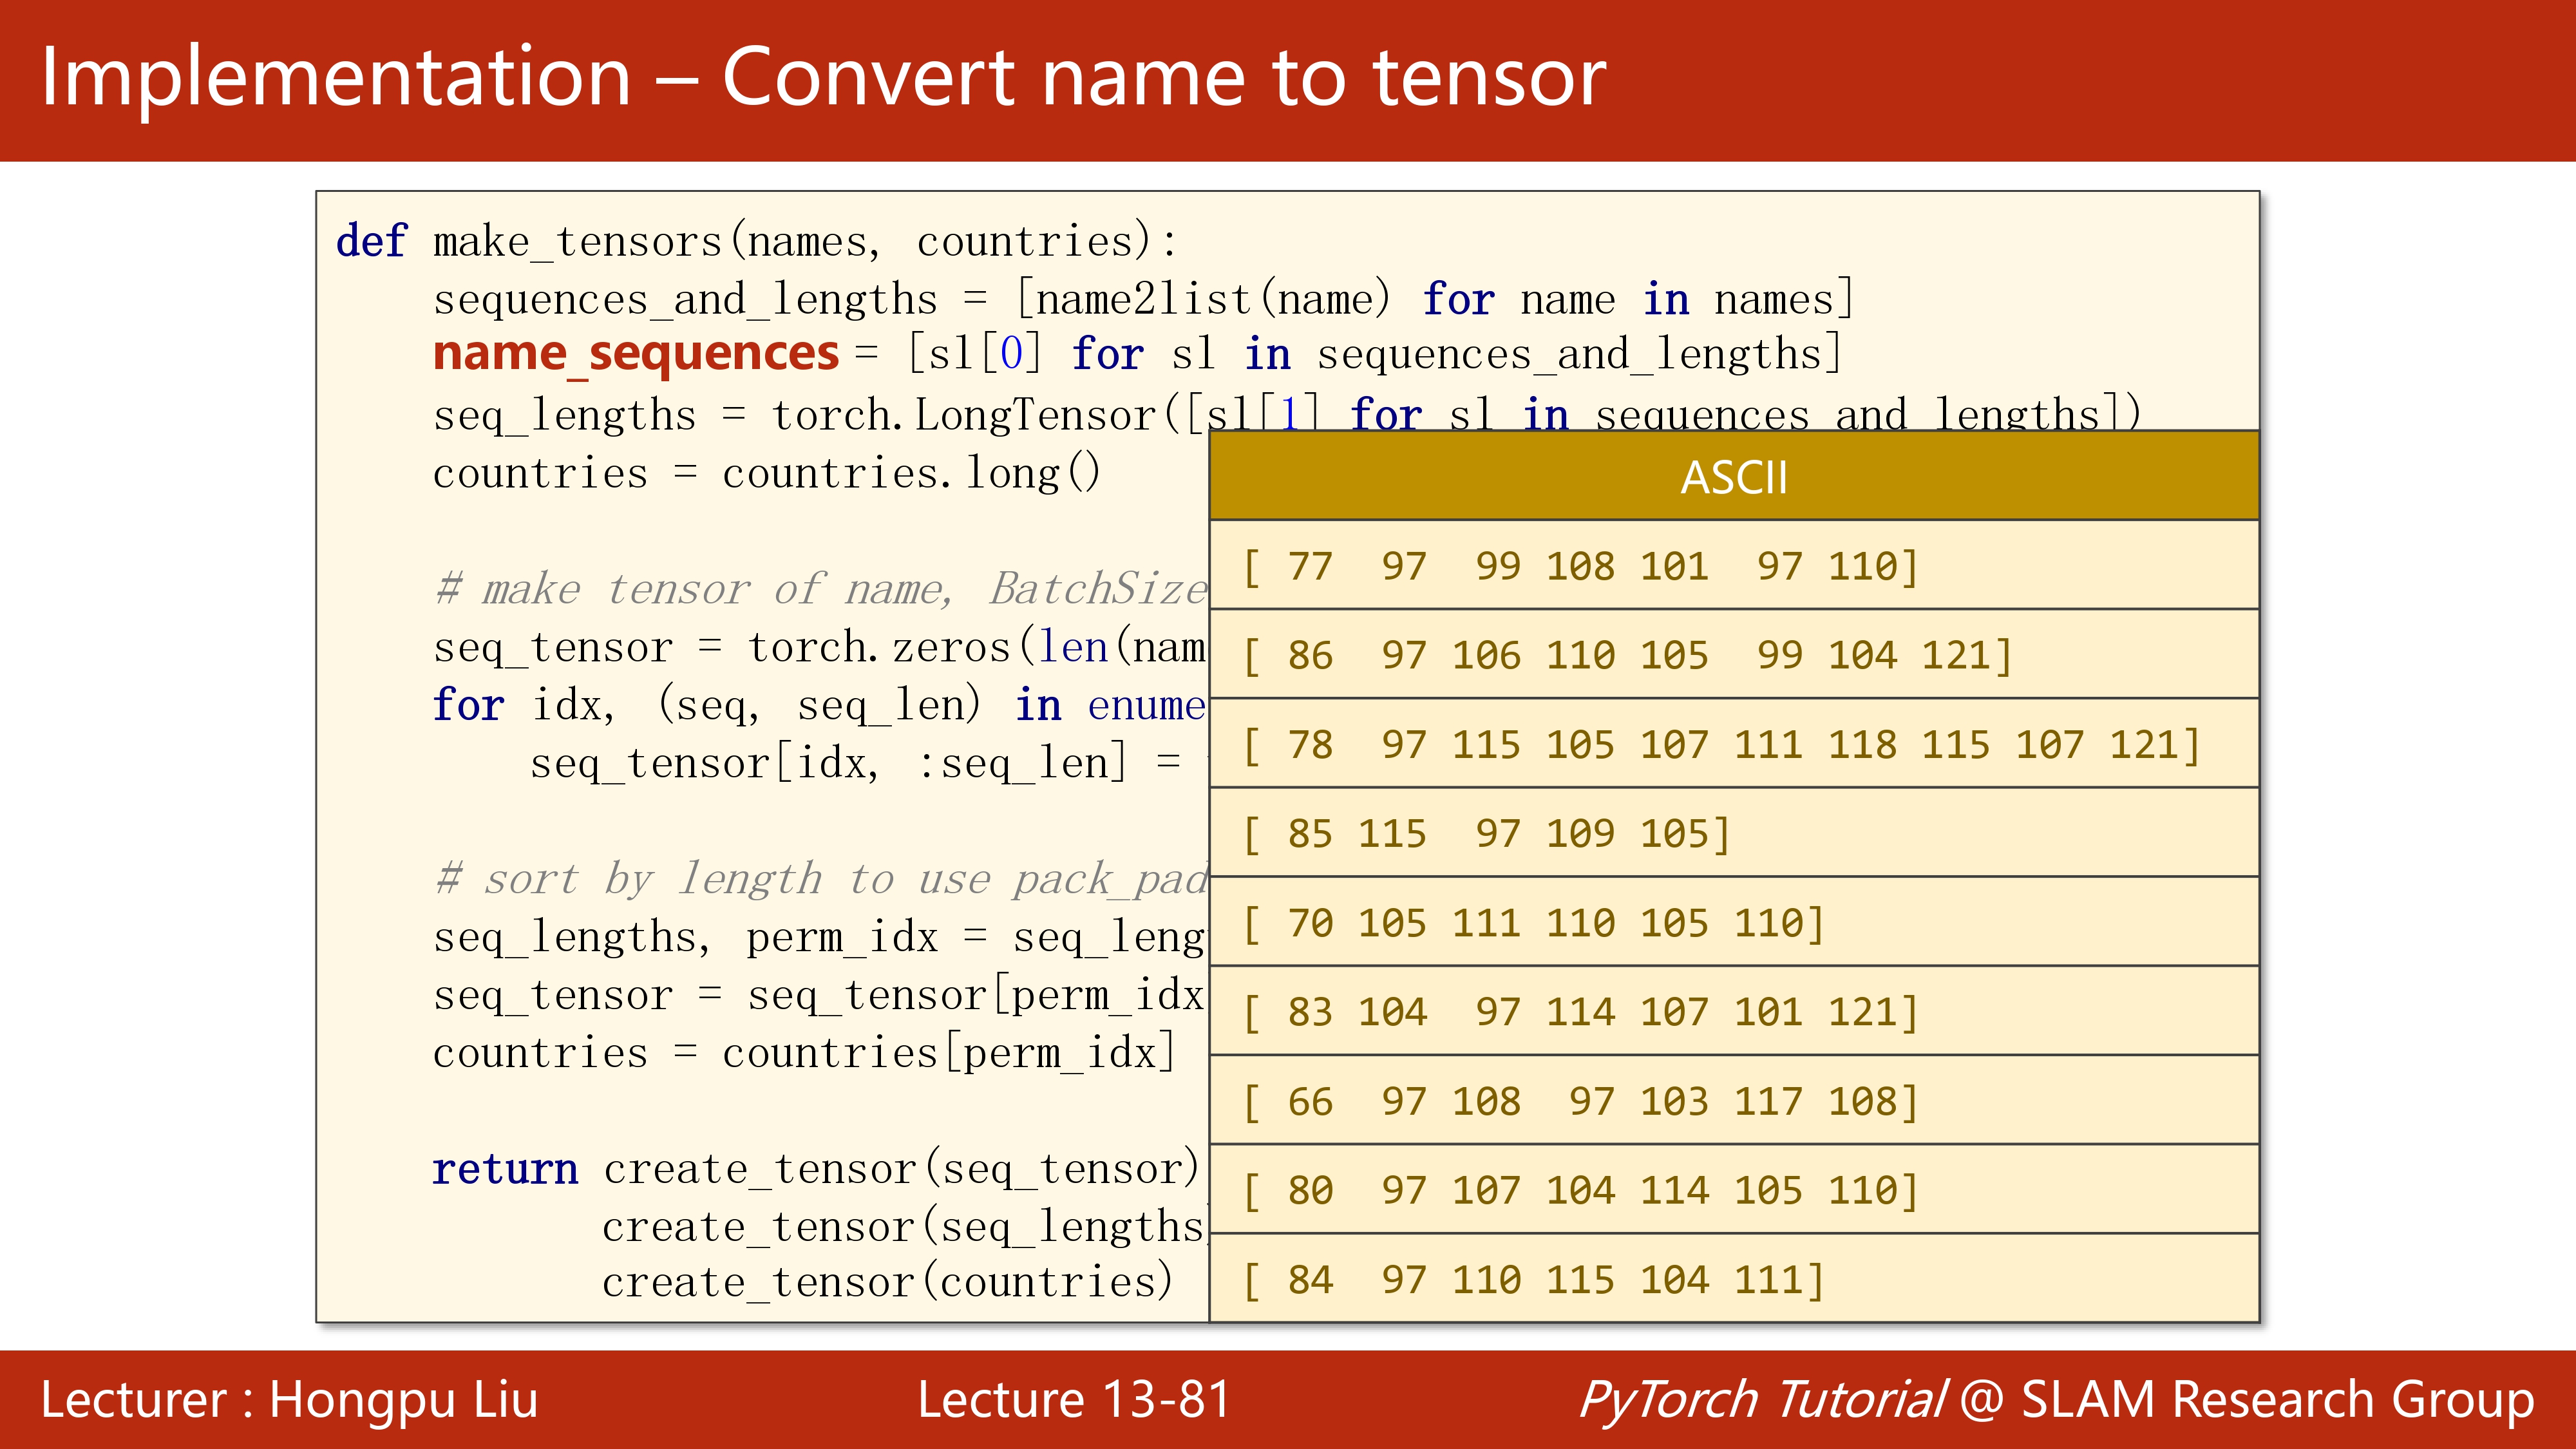 Implementation – Convert name to tensor
def make_tensors(names, countries):
    sequences_and_lengths = [name2list(name) for name in names]
    name_sequences = [sl[0] for sl in sequences_and_lengths]
    seq_lengths = torch.LongTensor([sl[1] for sl in sequences_and_lengths])
    countries = countries.long()
    # make tensor of name, BatchSize
    seq_tensor = torch.zeros(len(nam
    for idx, (seq, seq_len) in enume
        seq_tensor[idx, :seq_len] =
    # sort by length to use pack_pad
    seq_lengths, perm_idx = seq_leng
    seq_tensor = seq_tensor[perm_idx
    countries = countries[perm_idx]
    return create_tensor(seq_tensor)
           create_tensor(seq_lengths
           create_tensor(countries)
ASCII
[ 77  97  99 108 101  97 110]
[ 86  97 106 110 105  99 104 121]
[ 78  97 115 105 107 111 118 115 107 121]
[ 85 115  97 109 105]
[ 70 105 111 110 105 110]
[ 83 104  97 114 107 101 121]
[ 66  97 108  97 103 117 108]
[ 80  97 107 104 114 105 110]
[ 84  97 110 115 104 111]
Lecturer : Hongpu Liu
Lecture 13-81
PyTorch Tutorial @ SLAM Research Group